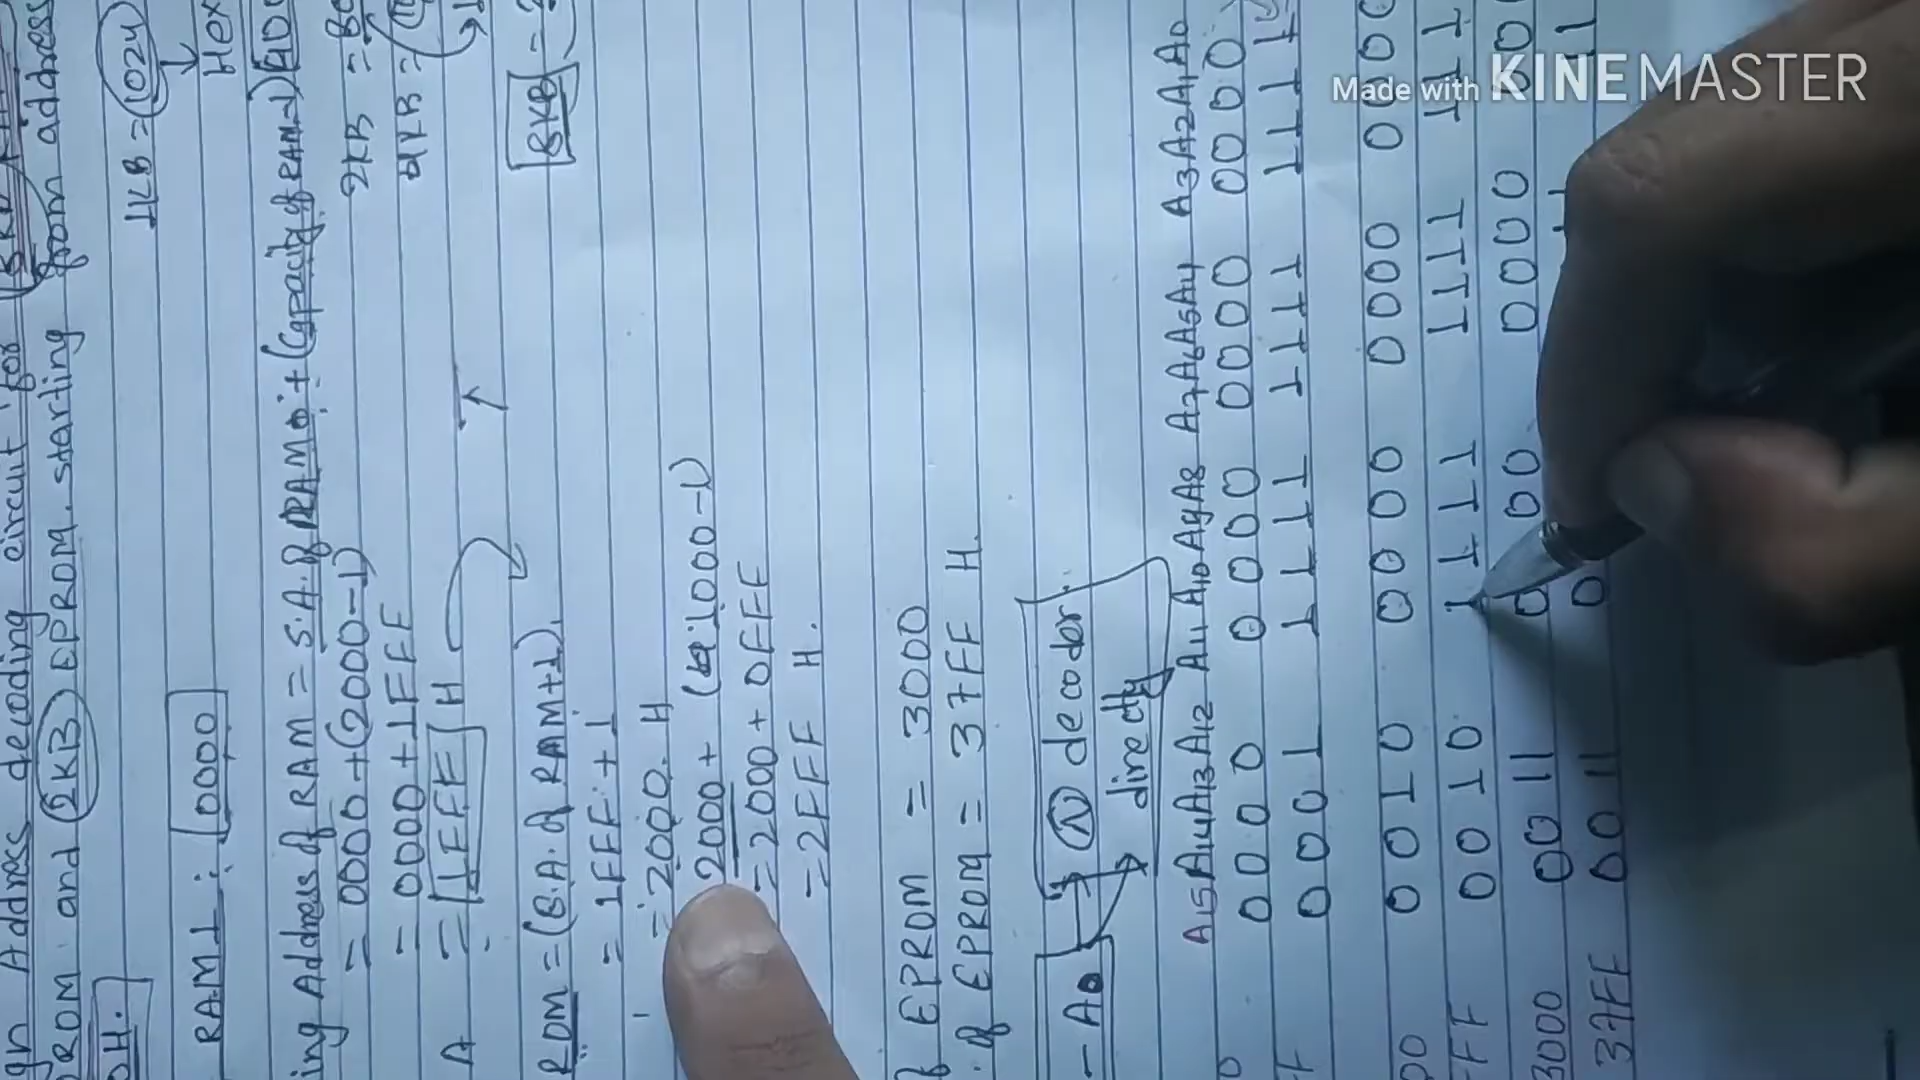 gn Address decoding circuit for (8KB RAM
ROM and (2KB) EPROM. starting from address
0H.
1KB = (1024)
Hex
RAM1 : 0000
ing Address of RAM = S.A. of RAM + (Capacity of RAM-1)
= 0000 + (2000-1)
2KB =
= 0000 + 1FFF
4KB =
A = 1FFF H
ROM = (E.A. of RAM+1)
8KB =
= 1FFF + 1
= 2000 H
2000 + (1000-1)
= 2000 + 0FFF
= 2FFF H.
f EPROM = 3000
. of EPROM = 37FF H.
- A0 → decoder.
→ directly
A15 A14 A13 A12 A11 A10 A9 A8 A7 A6 A5 A4 A3 A2 A1 A0
0 0 0 0 0 0 0 0 0 0 0 0 0 0 0 0
F 0 0 0 1 1 1 1 1 1 1 1 1 1 1 1 1
00 0 0 1 0 0 0 0 0 0 0 0 0 0 0 0 0
FF 0 0 1 0 1 1 1 1 1 1 1 1 1 1 1 1
3000 0 0 1 1 0 0 0 0 0 0 0
37FF 0 0 1 1 0
Made with KINEMASTER